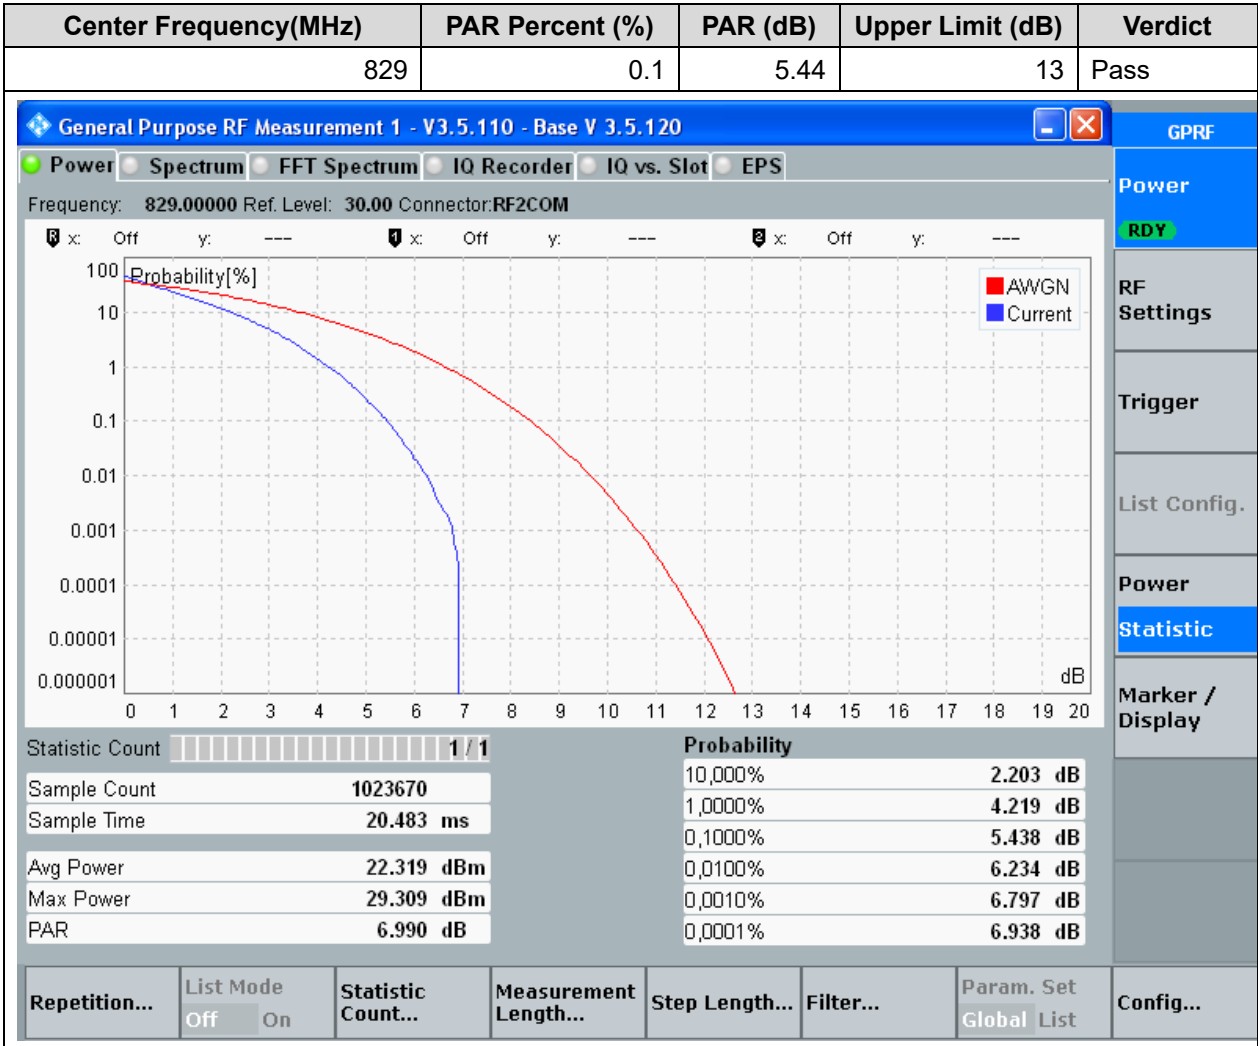 Center Frequency(MHz) PAR Percent (%) PAR (dB) Upper Limit (dB) Verdict
829 0.1 5.44 13 Pass
General Purpose RF Measurement 1 - V3.5.110 - Base V 3.5.120
GPRF
Power Spectrum FFT Spectrum IQ Recorder IQ vs. Slot EPS
Frequency: 829.00000 Ref. Level: 30.00 Connector:RF2COM
R x: Off y: --- 1 x: Off y: --- 2 x: Off y: ---
Probability[%]
AWGN
Current
100
10
1
0.1
0.01
0.001
0.0001
0.00001
0.000001
dB
0 1 2 3 4 5 6 7 8 9 10 11 12 13 14 15 16 17 18 19 20
Statistic Count 1 / 1
Sample Count 1023670
Sample Time 20.483 ms
Avg Power 22.319 dBm
Max Power 29.309 dBm
PAR 6.990 dB
Probability
10,000% 2.203 dB
1,0000% 4.219 dB
0,1000% 5.438 dB
0,0100% 6.234 dB
0,0010% 6.797 dB
0,0001% 6.938 dB
Power
RDY
RF
Settings
Trigger
List Config.
Power
Statistic
Marker /
Display
Repetition...
List Mode
Off On
Statistic
Count...
Measurement
Length...
Step Length...
Filter...
Param. Set
Global List
Config...